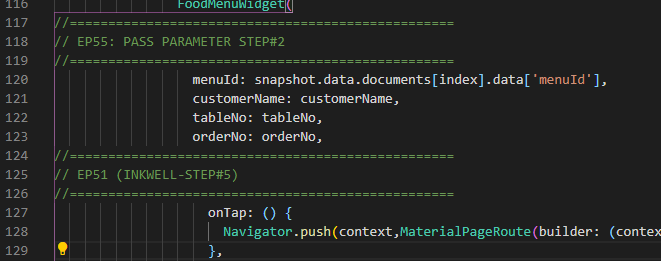 116 FoodMenuWidget(
117 //==================================================
118 // EP55: PASS PARAMETER STEP#2
119 //==================================================
120 menuId: snapshot.data.documents[index].data['menuId'],
121 customerName: customerName,
122 tableNo: tableNo,
123 orderNo: orderNo,
124 //==================================================
125 // EP51 (INKWELL-STEP#5)
126 //==================================================
127 onTap: () {
128 Navigator.push(context,MaterialPageRoute(builder: (contex
129 },